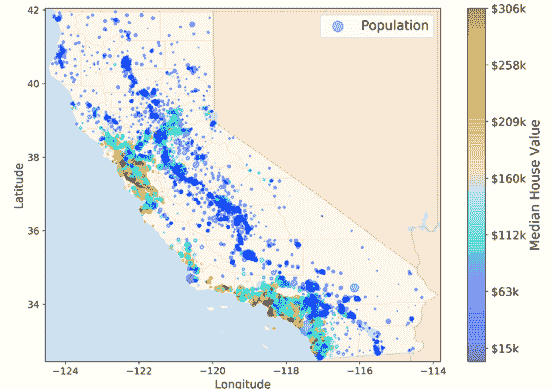 42
40
38
36
34
Latitude
−124
−122
−120
−118
−116
−114
Longitude
Population
$306k
$258k
$209k
$160k
$112k
$63k
$15k
Median House Value